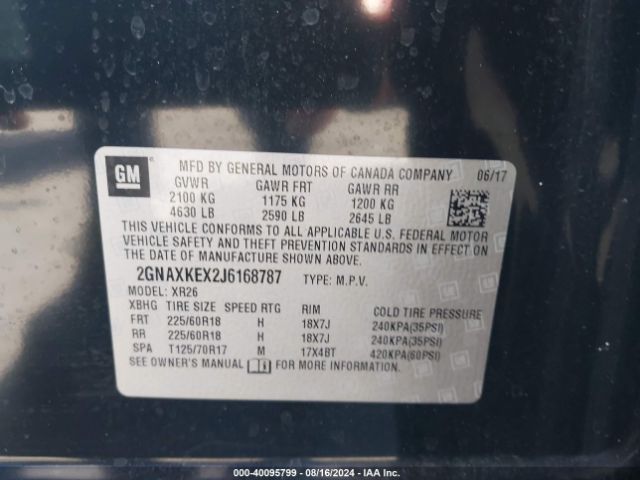 GM
MFD BY GENERAL MOTORS OF CANADA COMPANY 06/17
GVWR GAWR FRT GAWR RR
2100 KG 1175 KG 1200 KG
4630 LB 2590 LB 2645 LB
THIS VEHICLE CONFORMS TO ALL APPLICABLE U.S. FEDERAL MOTOR
VEHICLE SAFETY AND THEFT PREVENTION STANDARDS IN EFFECT ON
THE DATE OF MANUFACTURE SHOWN ABOVE.
2GNAXKEX2J6168787 TYPE: M.P.V.
MODEL: XR26
XBHG TIRE SIZE SPEED RTG RIM COLD TIRE PRESSURE
FRT 225/60R18 H 18X7J 240KPA(35PSI)
RR 225/60R18 H 18X7J 240KPA(35PSI)
SPA T125/70R17 M 17X4BT 420KPA(60PSI)
SEE OWNER'S MANUAL FOR MORE INFORMATION.
000-40095799 - 08/16/2024 - IAAI.COM